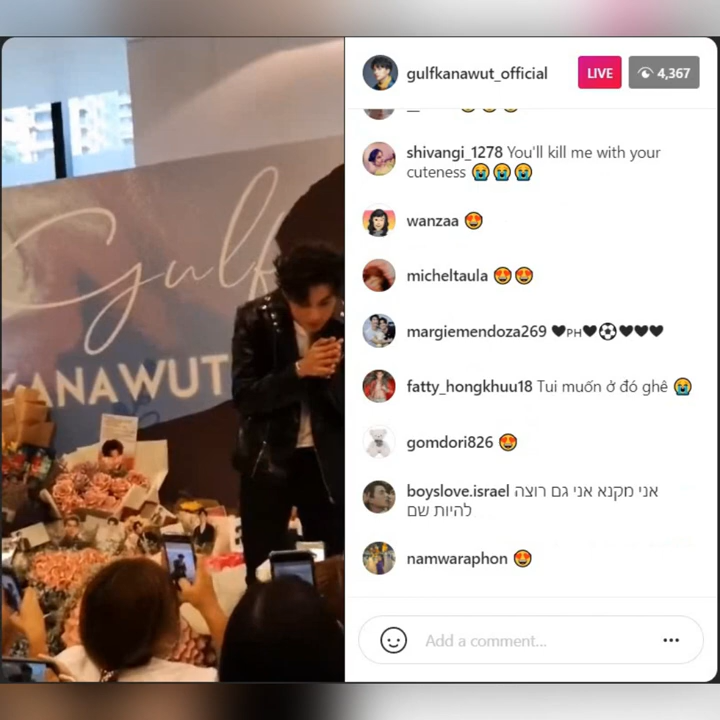 Gulf
KANAWUT
gulfkanawut_official
LIVE
4,367
shivangi_1278 You'll kill me with your
cuteness 😭😭😭
wanzaa 😍
micheltaula 😍😍
margiemendoza269 🖤PH🖤⚽🖤🖤🖤
fatty_hongkhuu18 Tui muốn ở đó ghê 😭
gomdori826 😍
boyslove.israel אני מקנא אני גם רוצה
להיות שם
namwaraphon 😍
Add a comment...